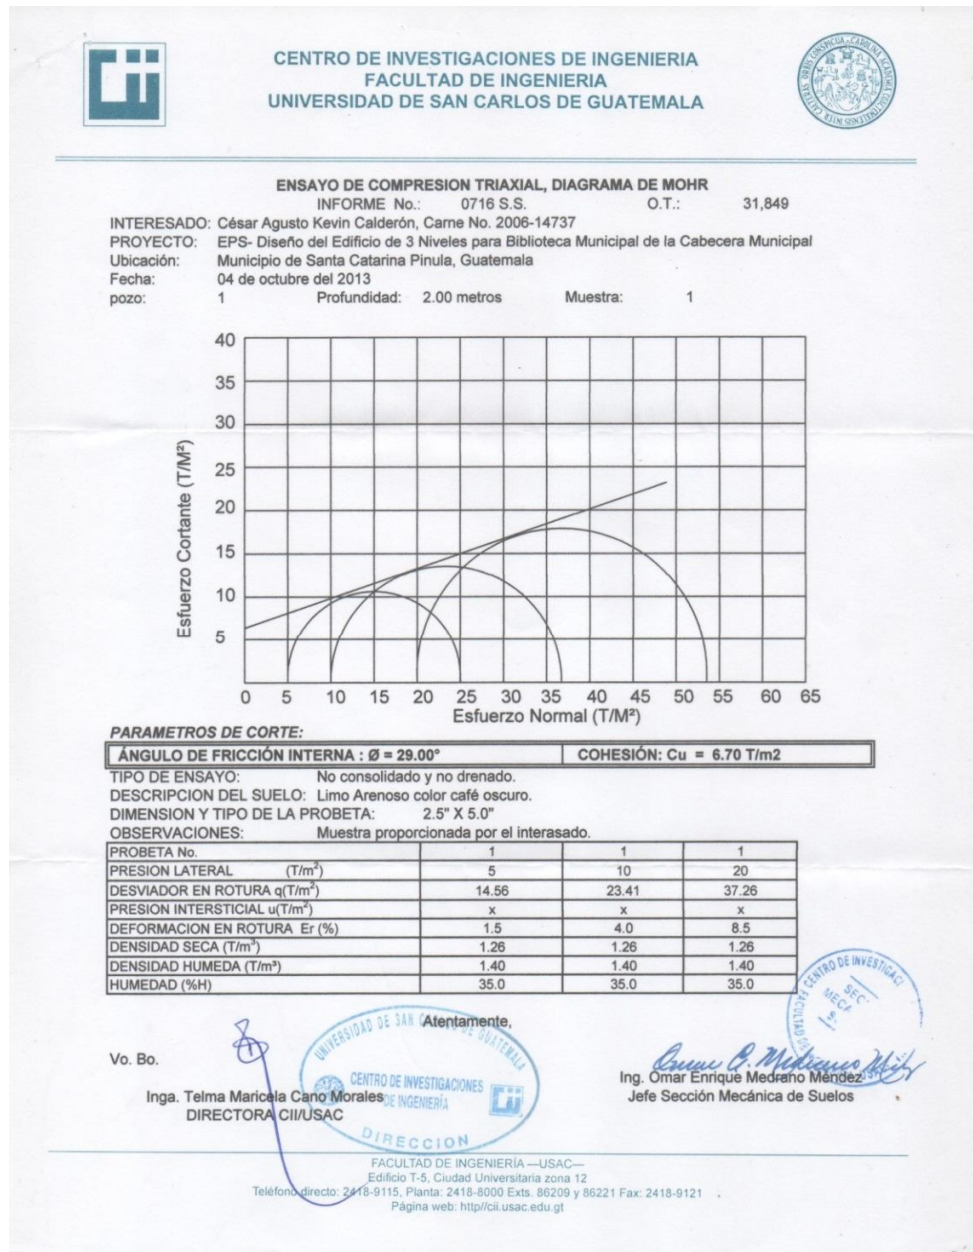 CENTRO DE INVESTIGACIONES DE INGENIERIA
FACULTAD DE INGENIERIA
UNIVERSIDAD DE SAN CARLOS DE GUATEMALA
ENSAYO DE COMPRESION TRIAXIAL, DIAGRAMA DE MOHR
INFORME No.: 0716 S.S. O.T.: 31,849
INTERESADO: César Agusto Kevin Calderón, Carne No. 2006-14737
PROYECTO: EPS- Diseño del Edificio de 3 Niveles para Biblioteca Municipal de la Cabecera Municipal
Ubicación: Municipio de Santa Catarina Pinula, Guatemala
Fecha: 04 de octubre del 2013
pozo: 1 Profundidad: 2.00 metros Muestra: 1
40
35
30
25
20
15
10
5
Esfuerzo Cortante (T/M²)
0 5 10 15 20 25 30 35 40 45 50 55 60 65
Esfuerzo Normal (T/M²)
PARAMETROS DE CORTE:
ÁNGULO DE FRICCIÓN INTERNA : Ø = 29.00° COHESIÓN: Cu = 6.70 T/m2
TIPO DE ENSAYO: No consolidado y no drenado.
DESCRIPCION DEL SUELO: Limo Arenoso color café oscuro.
DIMENSION Y TIPO DE LA PROBETA: 2.5" X 5.0"
OBSERVACIONES: Muestra proporcionada por el interasado.
PROBETA No. 1 1 1
PRESION LATERAL (T/m²) 5 10 20
DESVIADOR EN ROTURA q(T/m²) 14.56 23.41 37.26
PRESION INTERSTICIAL u(T/m²) x x x
DEFORMACION EN ROTURA Er (%) 1.5 4.0 8.5
DENSIDAD SECA (T/m³) 1.26 1.26 1.26
DENSIDAD HUMEDA (T/m³) 1.40 1.40 1.40
HUMEDAD (%H) 35.0 35.0 35.0
Atentamente,
Vo. Bo.
Inga. Telma Maricela Cano Morales
DIRECTORA CII/USAC
UNIVERSIDAD DE SAN CARLOS DE GUATEMALA
CENTRO DE INVESTIGACIONES
DE INGENIERÍA
DIRECCION
CENTRO DE INVESTIGACI
Ing. Omar Enrique Medrano Méndez
Jefe Sección Mecánica de Suelos
FACULTAD DE INGENIERÍA —USAC—
Edificio T-5, Ciudad Universitaria zona 12
Teléfono directo: 2418-9115, Planta: 2418-8000 Exts. 86209 y 86221 Fax: 2418-9121
Página web: http//cii.usac.edu.gt